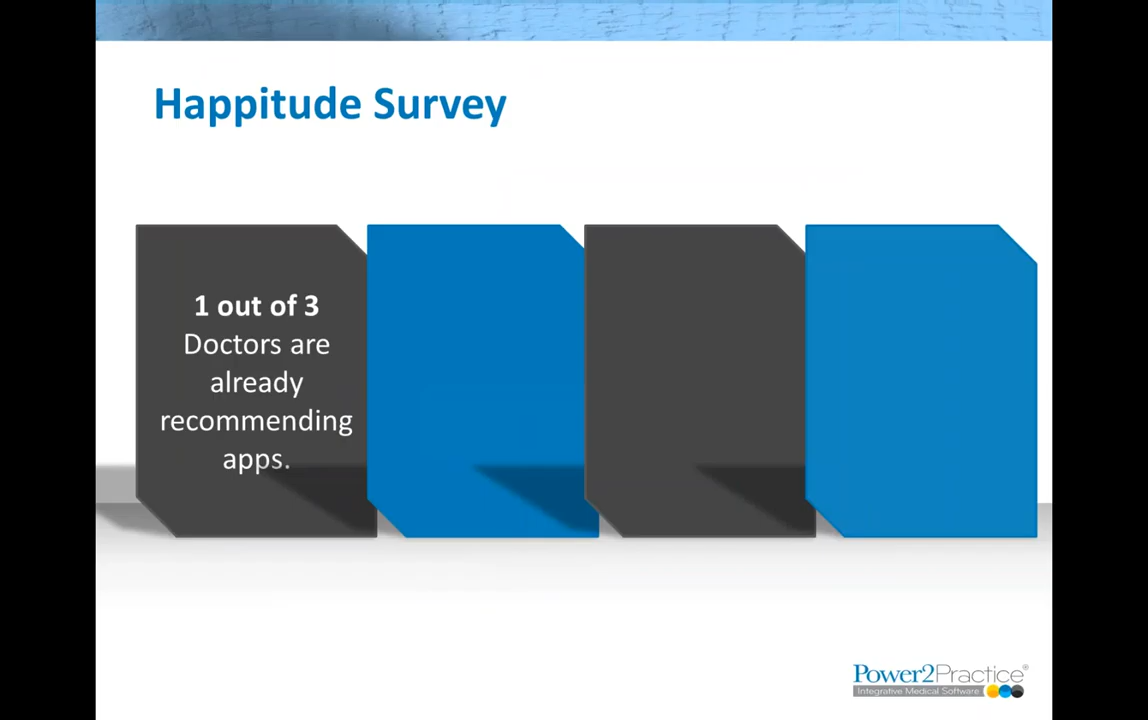 Happitude Survey
1 out of 3
Doctors are
already
recommending
apps.
Power2Practice®
Integrative Medical Software